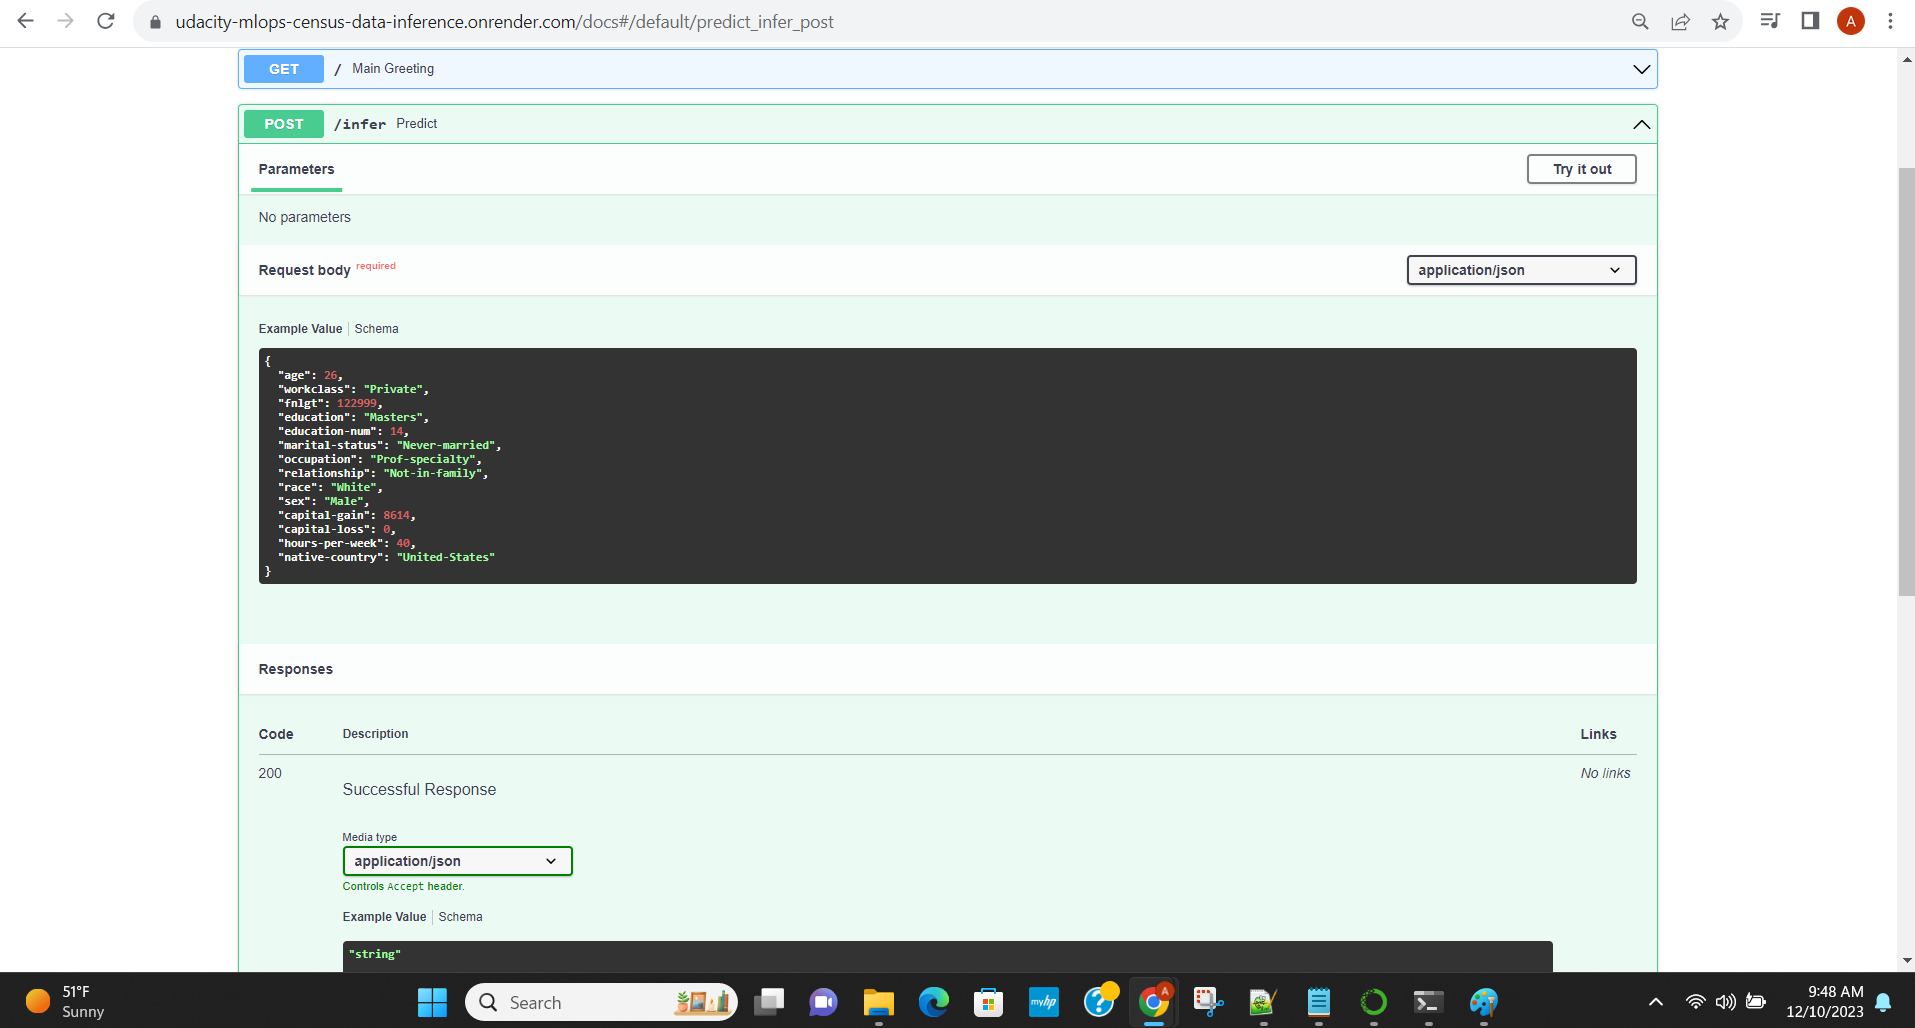 udacity-mlops-census-data-inference.onrender.com/docs#/default/predict_infer_post
A
GET / Main Greeting
POST /infer Predict
Parameters
Try it out
No parameters
Request body required
application/json
Example Value Schema
{
"age": 26,
"workclass": "Private",
"fnlgt": 122999,
"education": "Masters",
"education-num": 14,
"marital-status": "Never-married",
"occupation": "Prof-specialty",
"relationship": "Not-in-family",
"race": "White",
"sex": "Male",
"capital-gain": 8614,
"capital-loss": 0,
"hours-per-week": 40,
"native-country": "United-States"
}
Responses
Code Description Links
200 No links
Successful Response
Media type
application/json
Controls Accept header.
Example Value Schema
"string"
51°F
Sunny
Search
myhp
?
A
9:48 AM
12/10/2023